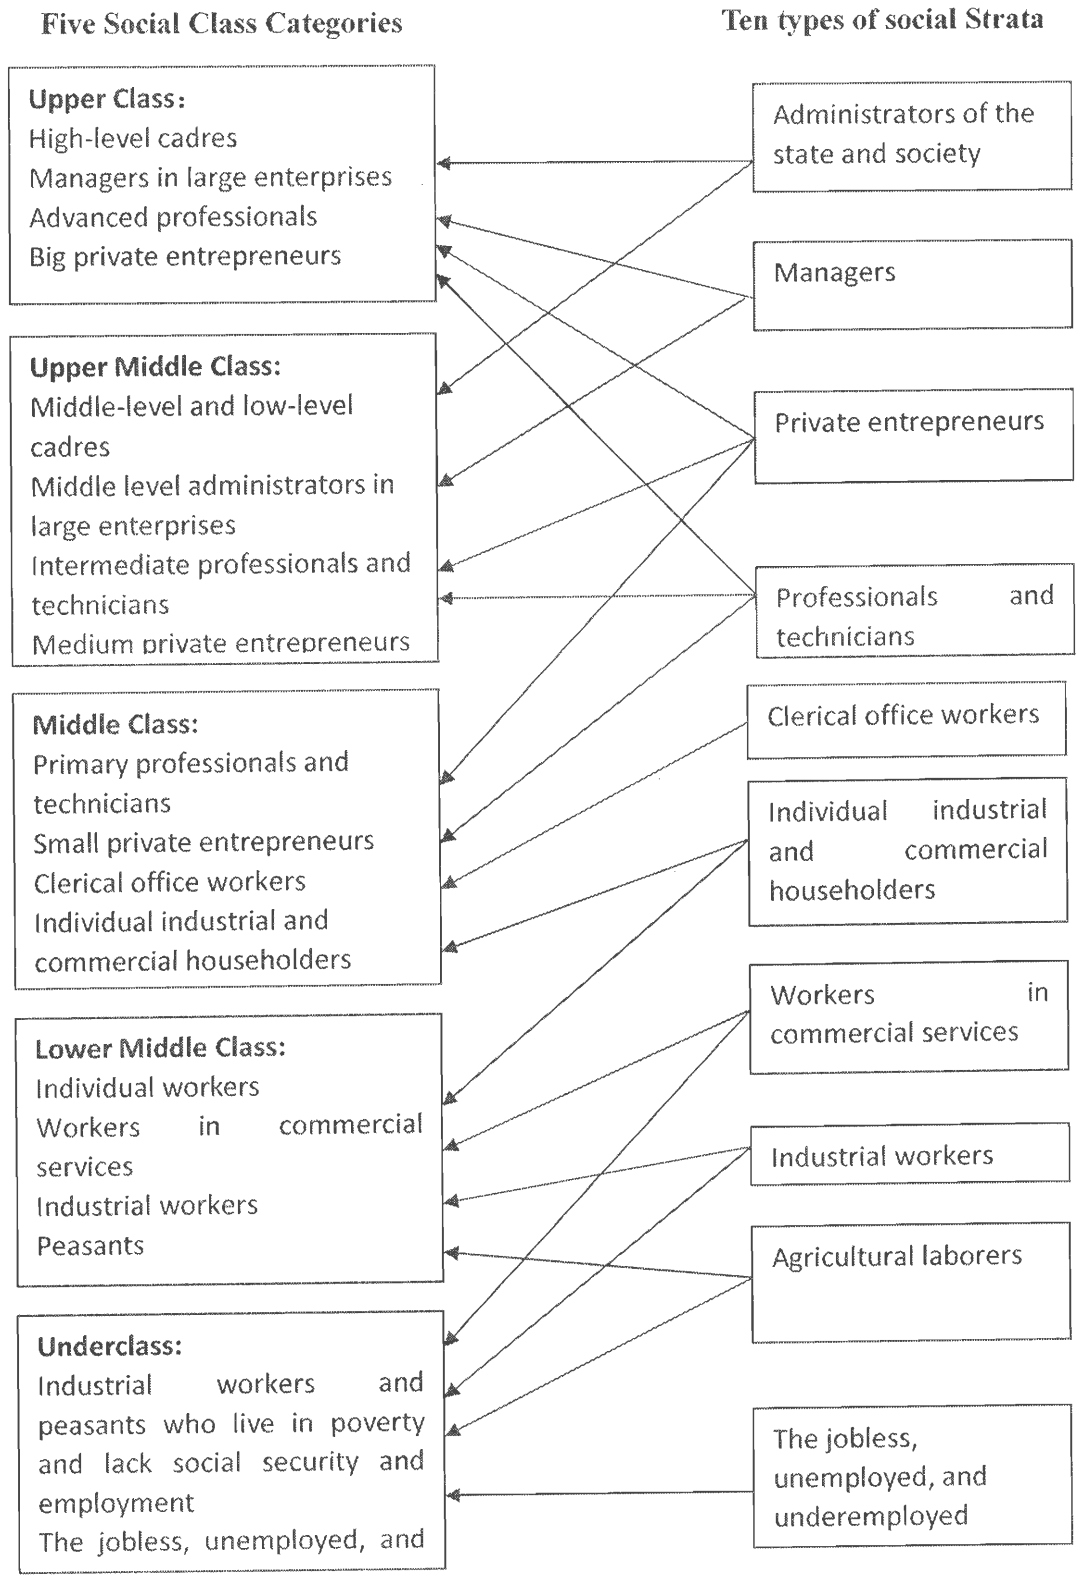 Five Social Class Categories
Upper Class:
High-level cadres
Managers in large enterprises
Advanced professionals
Big private entrepreneurs
Upper Middle Class:
Middle-level and low-level
cadres
Middle level administrators in
large enterprises
Intermediate professionals and
technicians
Medium private entrepreneurs
Middle Class:
Primary professionals and
technicians
Small private entrepreneurs
Clerical office workers
Individual industrial and
commercial householders
Lower Middle Class:
Individual workers
Workers in commercial
services
Industrial workers
Peasants
Underclass:
Industrial workers and
peasants who live in poverty
and lack social security and
employment
The jobless, unemployed, and
Ten types of social Strata
Administrators of the
state and society
Managers
Private entrepreneurs
Professionals and
technicians
Clerical office workers
Individual industrial
and commercial
householders
Workers in
commercial services
Industrial workers
Agricultural laborers
The jobless,
unemployed, and
underemployed